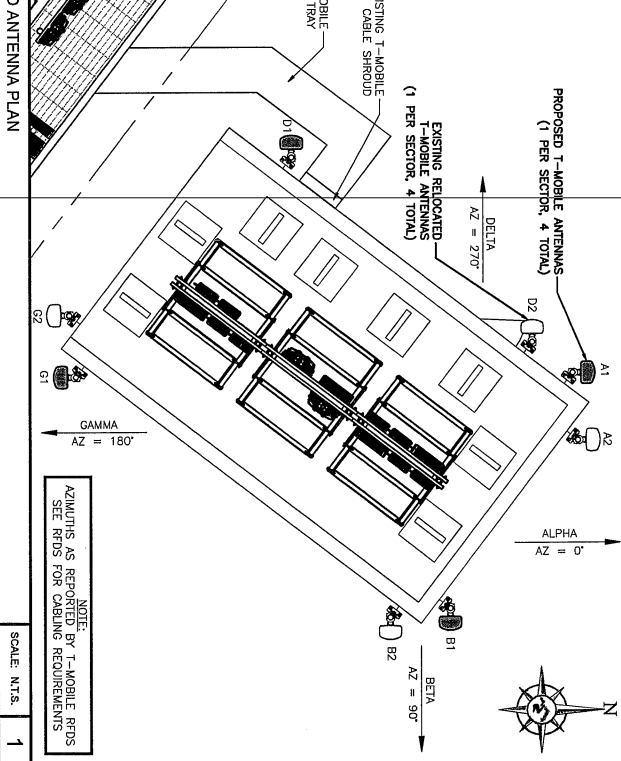 PROPOSED T-MOBILE ANTENNAS
(1 PER SECTOR, 4 TOTAL)
EXISTING RELOCATED
T-MOBILE ANTENNAS
(1 PER SECTOR, 4 TOTAL)
T-MOBILE
CABLE SHROUD
TRAY
DELTA
AZ = 270°
D1
D2
A1
A2
N
ALPHA
AZ = 0°
G2
G1
GAMMA
AZ = 180°
B1
B2
BETA
AZ = 90°
NOTE:
AZIMUTHS AS REPORTED BY T-MOBILE RFDS
SEE RFDS FOR CABLING REQUIREMENTS
ANTENNA PLAN
SCALE: N.T.S.
1